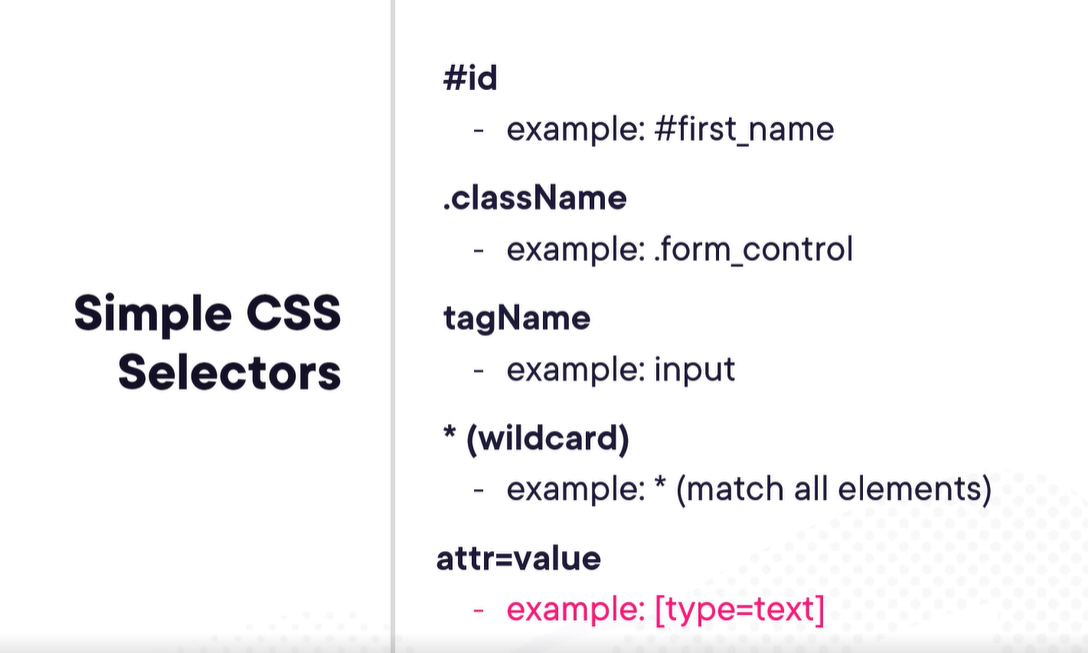 Simple CSS
Selectors
#id
- example: #first_name
.className
- example: .form_control
tagName
- example: input
* (wildcard)
- example: * (match all elements)
attr=value
- example: [type=text]